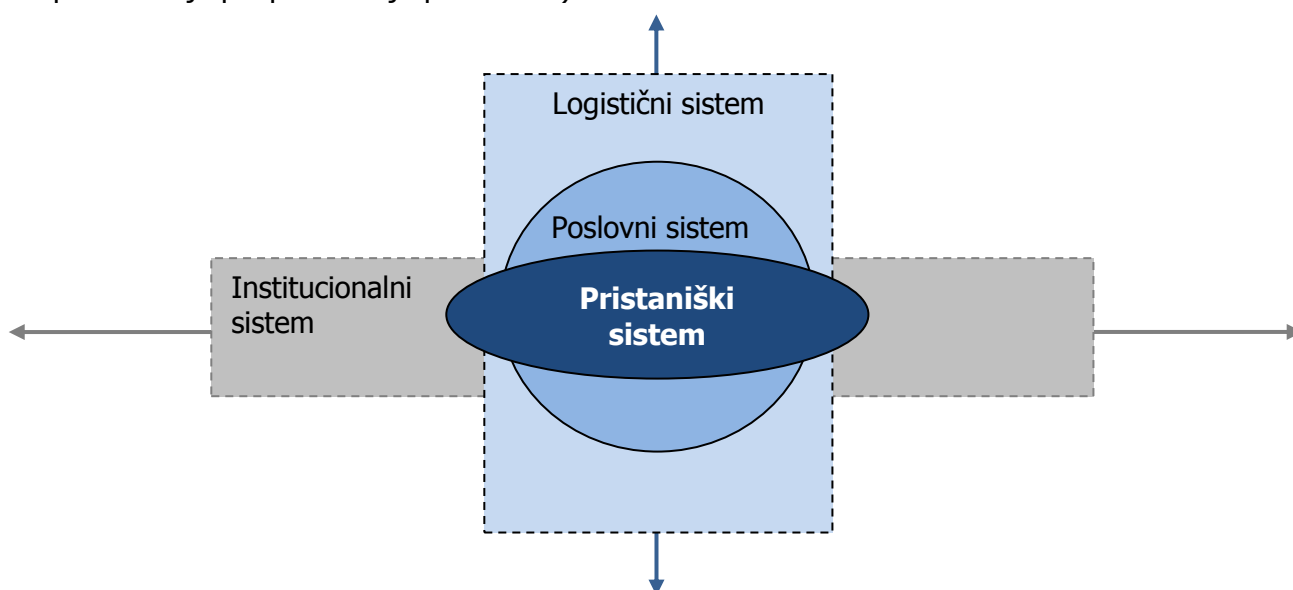 Logistični sistem
Poslovni sistem
Institucionalni
sistem
Pristaniški
sistem